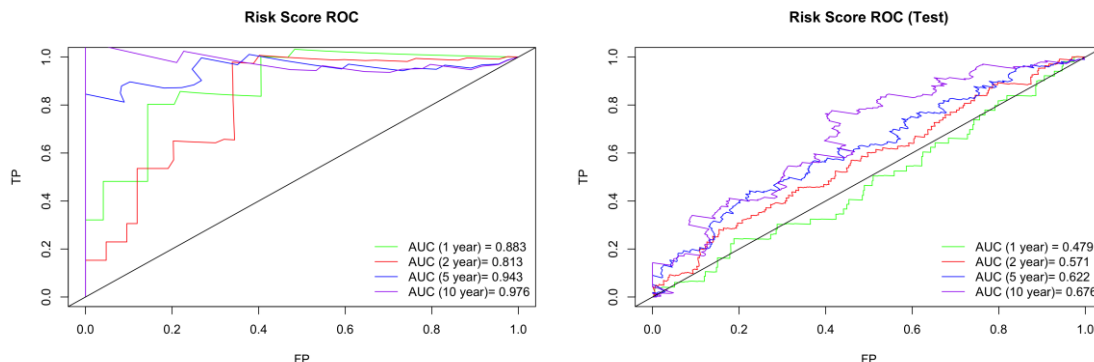 Risk Score ROC
TP
1.0
0.8
0.6
0.4
0.2
0.0
AUC (1 year) = 0.883
AUC (2 year)= 0.813
AUC (5 year)= 0.943
AUC (10 year)= 0.976
0.0 0.2 0.4 0.6 0.8 1.0
FP
Risk Score ROC (Test)
TP
1.0
0.8
0.6
0.4
0.2
0.0
AUC (1 year) = 0.479
AUC (2 year)= 0.571
AUC (5 year)= 0.622
AUC (10 year)= 0.676
0.0 0.2 0.4 0.6 0.8 1.0
FP